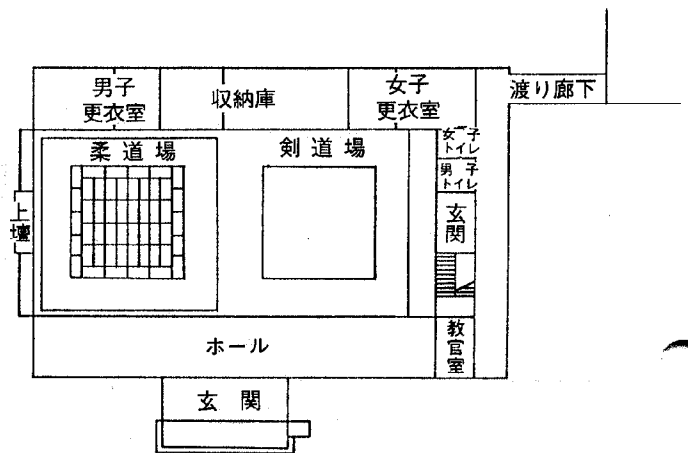 男子
更衣室
収納庫
女子
更衣室
渡り廊下
柔道場
剣道場
女子
トイレ
男子
トイレ
上壇
玄関
ホール
教官室
玄関